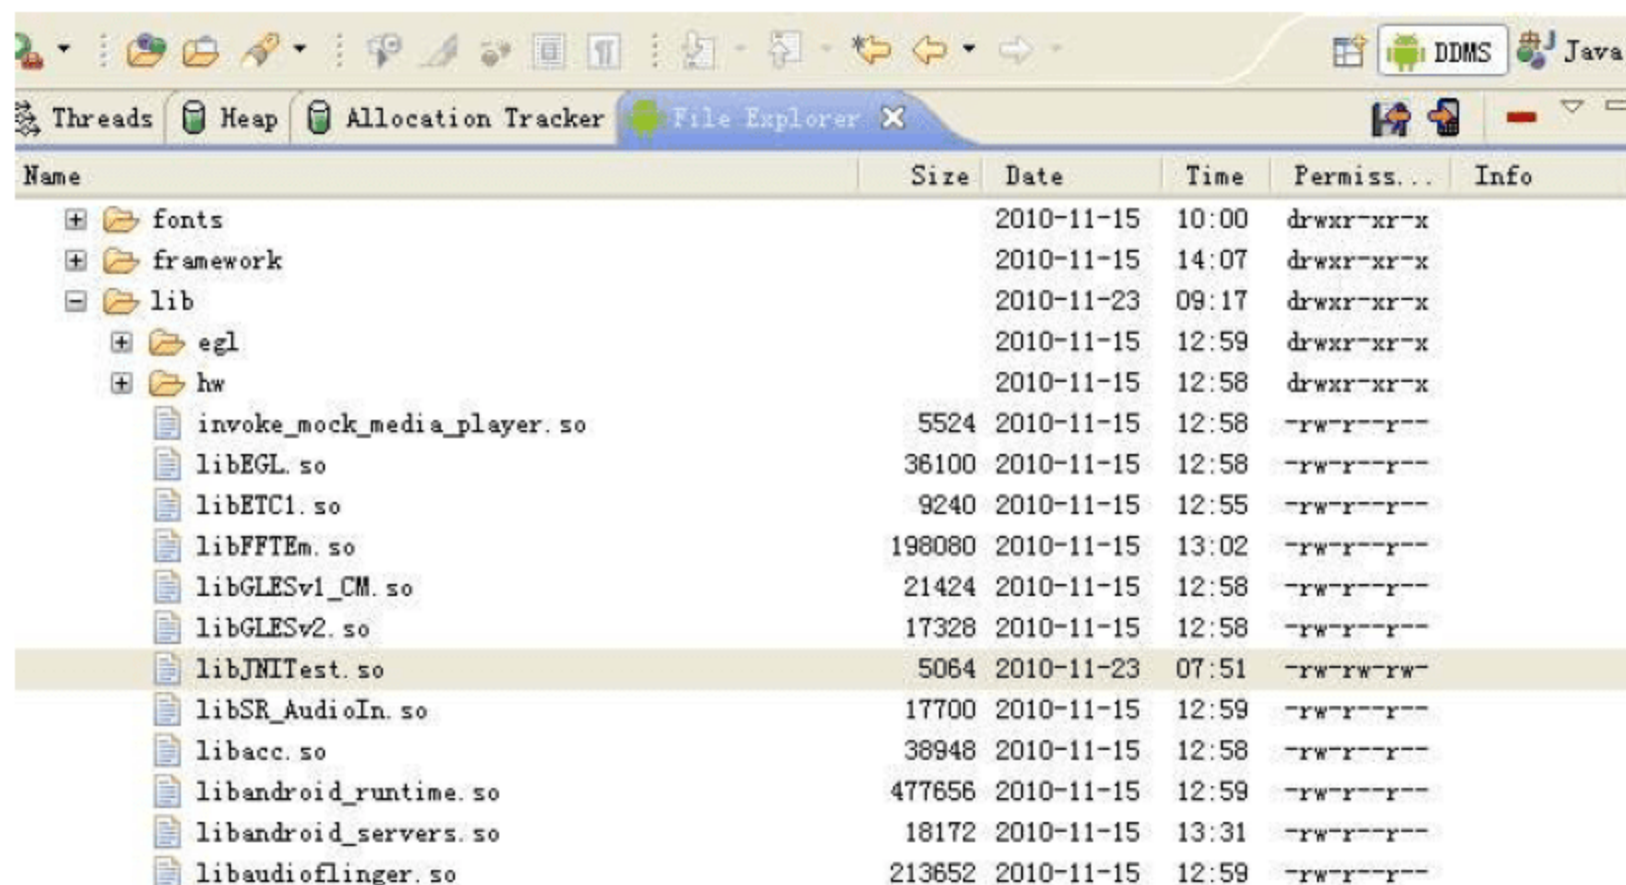 DDMS Java
Threads Heap Allocation Tracker File Explorer
Name Size Date Time Permiss... Info
fonts 2010-11-15 10:00 drwxr-xr-x
framework 2010-11-15 14:07 drwxr-xr-x
lib 2010-11-23 09:17 drwxr-xr-x
egl 2010-11-15 12:59 drwxr-xr-x
hw 2010-11-15 12:58 drwxr-xr-x
invoke_mock_media_player.so 5524 2010-11-15 12:58 -rw-r--r--
libEGL.so 36100 2010-11-15 12:58 -rw-r--r--
libETC1.so 9240 2010-11-15 12:55 -rw-r--r--
libFFTEm.so 198080 2010-11-15 13:02 -rw-r--r--
libGLESv1_CM.so 21424 2010-11-15 12:58 -rw-r--r--
libGLESv2.so 17328 2010-11-15 12:58 -rw-r--r--
libJNITest.so 5064 2010-11-23 07:51 -rw-rw-rw-
libSR_AudioIn.so 17700 2010-11-15 12:59 -rw-r--r--
libacc.so 38948 2010-11-15 12:58 -rw-r--r--
libandroid_runtime.so 477656 2010-11-15 12:59 -rw-r--r--
libandroid_servers.so 18172 2010-11-15 13:31 -rw-r--r--
libaudioflinger.so 213652 2010-11-15 12:59 -rw-r--r--